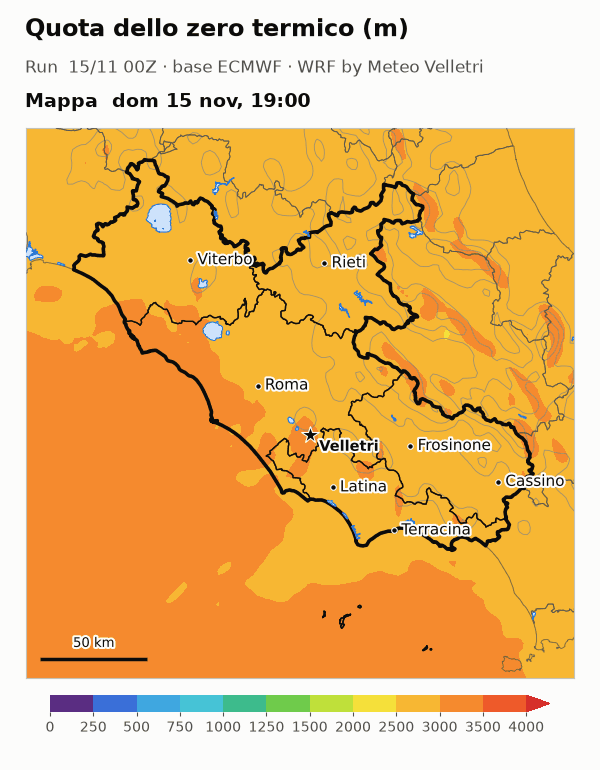 Quota dello zero termico (m)
Run  15/11 00Z · base ECMWF · WRF by Meteo Velletri
Mappa  dom 15 nov, 19:00
Viterbo
Rieti
Roma
Velletri
Frosinone
Cassino
Latina
Terracina
50 km
0 250 500 750 1000 1250 1500 2000 2500 3000 3500 4000